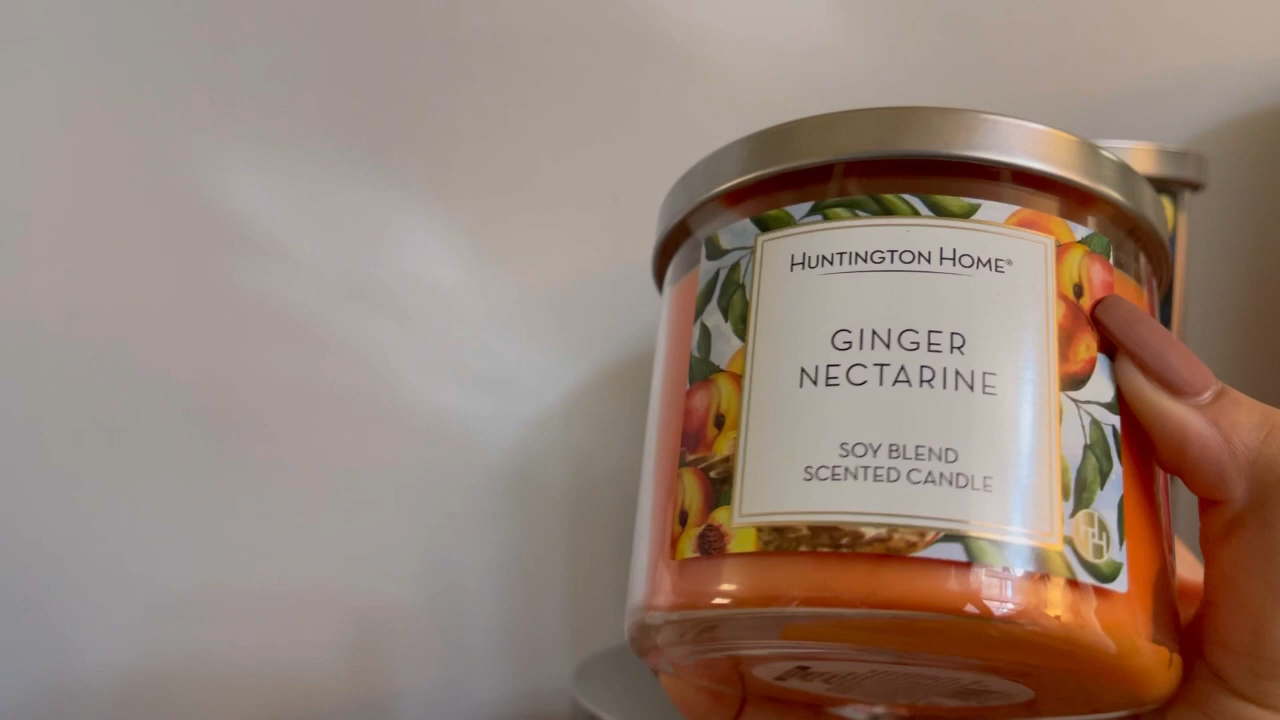 HUNTINGTON HOME®
GINGER
NECTARINE
SOY BLEND
SCENTED CANDLE